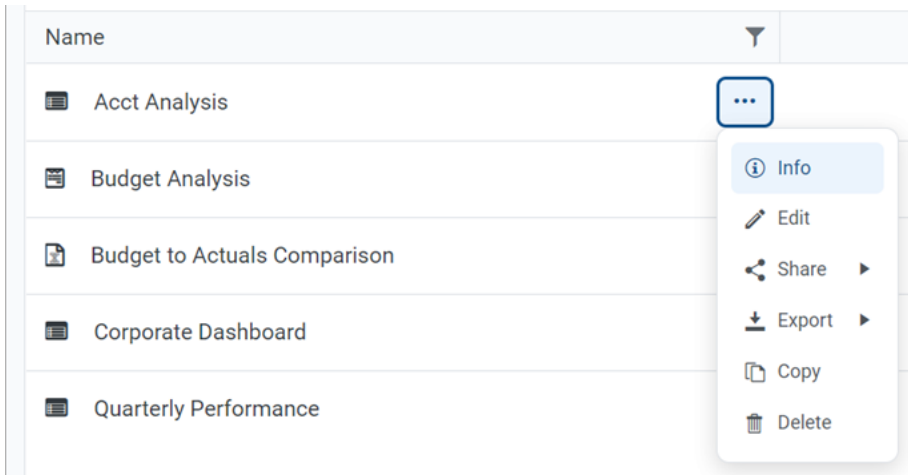 Name
Acct Analysis
Budget Analysis
Budget to Actuals Comparison
Corporate Dashboard
Quarterly Performance
Info
Edit
Share
Export
Copy
Delete